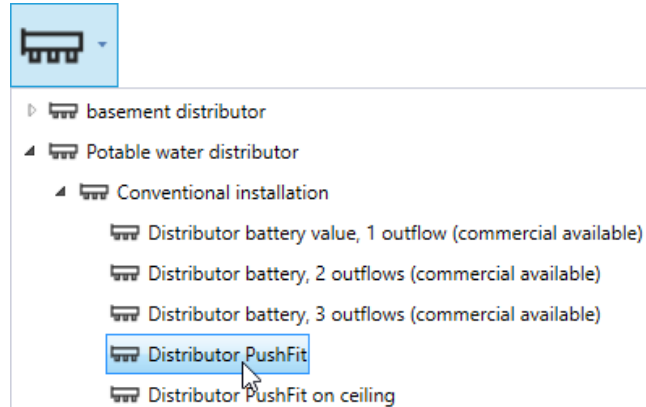 basement distributor
Potable water distributor
Conventional installation
Distributor battery value, 1 outflow (commercial available)
Distributor battery, 2 outflows (commercial available)
Distributor battery, 3 outflows (commercial available)
Distributor PushFit
Distributor PushFit on ceiling